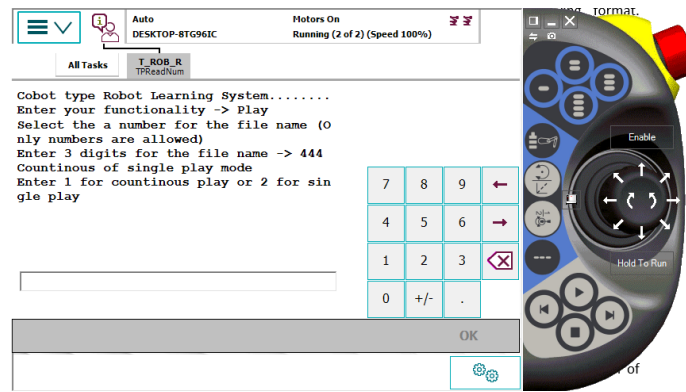 Auto
DESKTOP-BTG96IC
Motors On
Running (2 of 2) (Speed 100%)
ing format.
All Tasks
T_ROB_R
TPReadNum
Cobot type Robot Learning System........
Enter your functionality -> Play
Select the a number for the file name (O
nly numbers are allowed)
Enter 3 digits for the file name -> 444
Countinous of single play mode
Enter 1 for countinous play or 2 for sin
gle play
7 8 9
4 5 6
1 2 3
0 +/- .
OK
Enable
Hold To Run
of